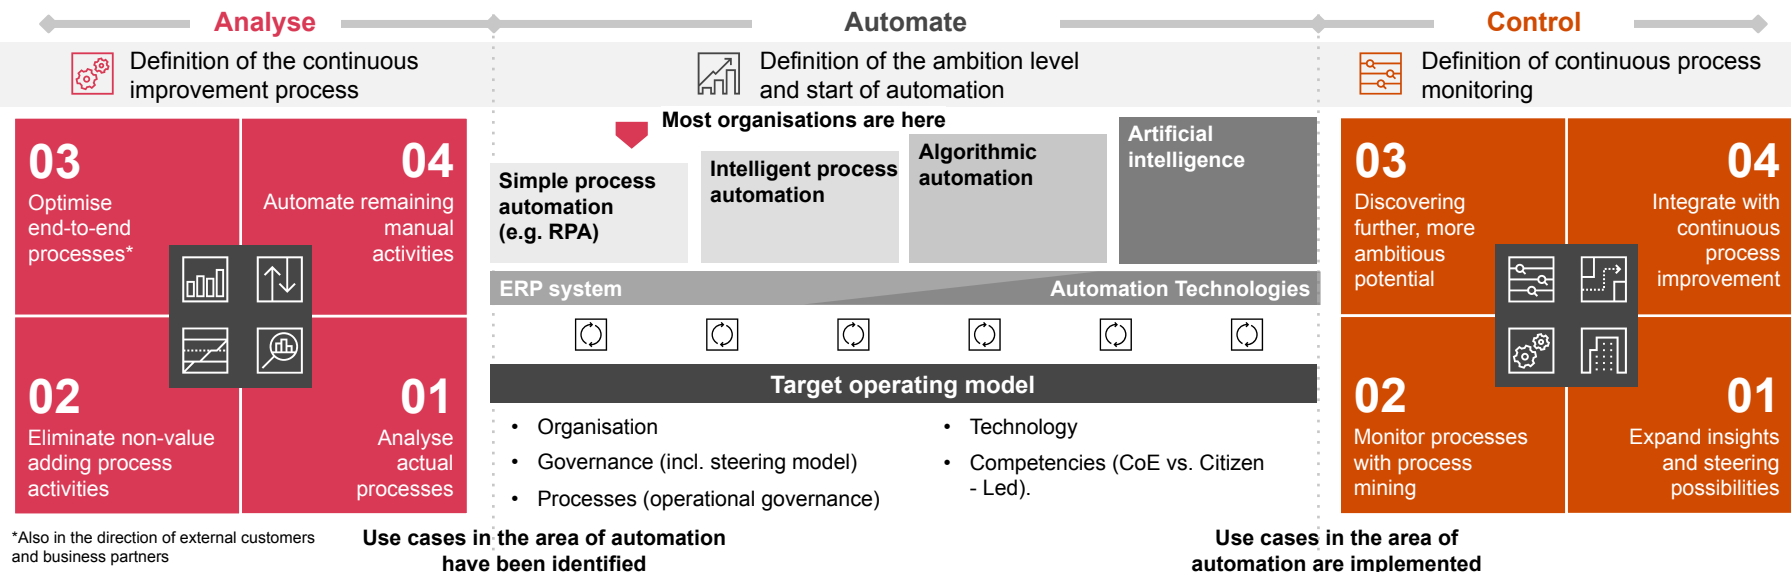 Analyse
Automate
Control
Definition of the continuous
improvement process
Definition of the ambition level
and start of automation
Definition of continuous process
monitoring
03
Optimise
end-to-end
processes*
04
Automate remaining
manual
activities
02
Eliminate non-value
adding process
activities
01
Analyse
actual
processes
*Also in the direction of external customers
and business partners
Most organisations are here
Simple process
automation
(e.g. RPA)
Intelligent process
automation
Algorithmic
automation
Artificial
intelligence
ERP system
Automation Technologies
Target operating model
• Organisation
• Governance (incl. steering model)
• Processes (operational governance)
• Technology
• Competencies (CoE vs. Citizen
- Led).
Use cases in the area of automation
have been identified
Use cases in the area of
automation are implemented
03
Discovering
further, more
ambitious
potential
04
Integrate with
continuous
process
improvement
02
Monitor processes
with process
mining
01
Expand insights
and steering
possibilities